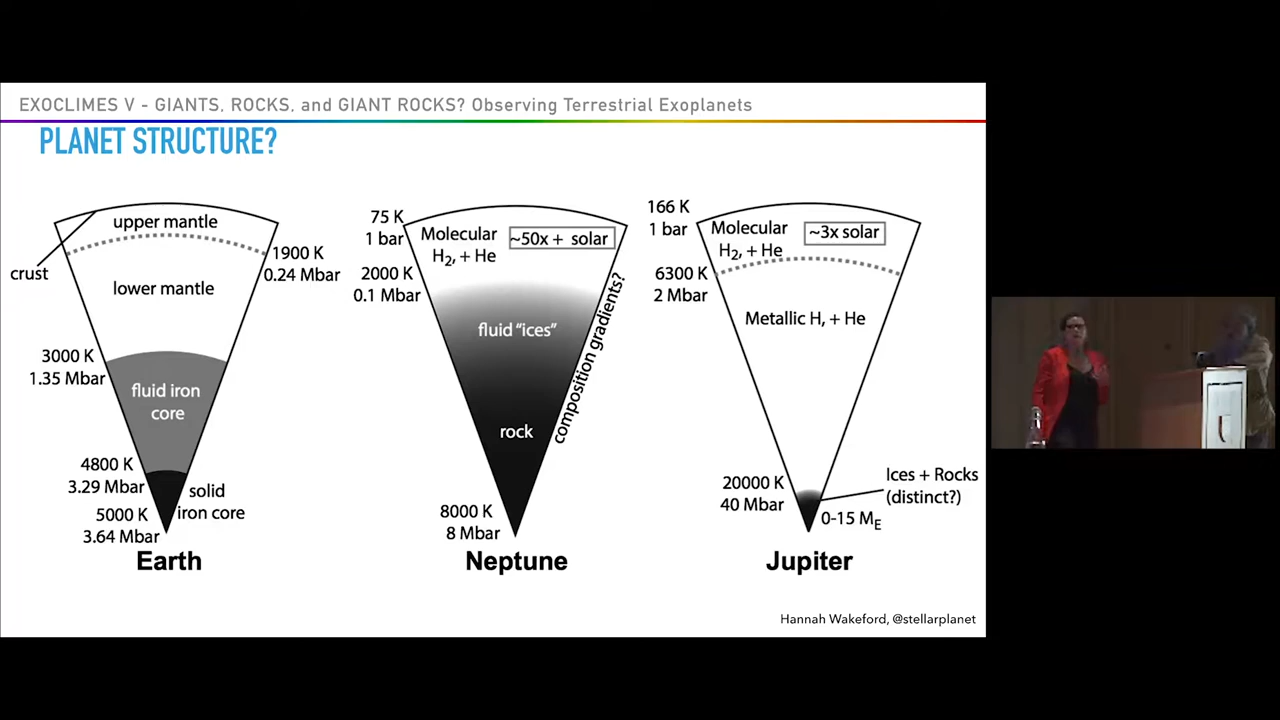 EXOCLIMES V - GIANTS, ROCKS, and GIANT ROCKS? Observing Terrestrial Exoplanets
PLANET STRUCTURE?
upper mantle
crust
1900 K
0.24 Mbar
lower mantle
3000 K
1.35 Mbar
fluid iron
core
4800 K
3.29 Mbar
solid
iron core
5000 K
3.64 Mbar
Earth
75 K
1 bar
Molecular
H2, + He
~50x + solar
2000 K
0.1 Mbar
fluid "ices"
composition gradients?
rock
8000 K
8 Mbar
Neptune
166 K
1 bar
Molecular
H2, + He
~3x solar
6300 K
2 Mbar
Metallic H, + He
20000 K
40 Mbar
Ices + Rocks
(distinct?)
0-15 ME
Jupiter
Hannah Wakeford, @stellarplanet